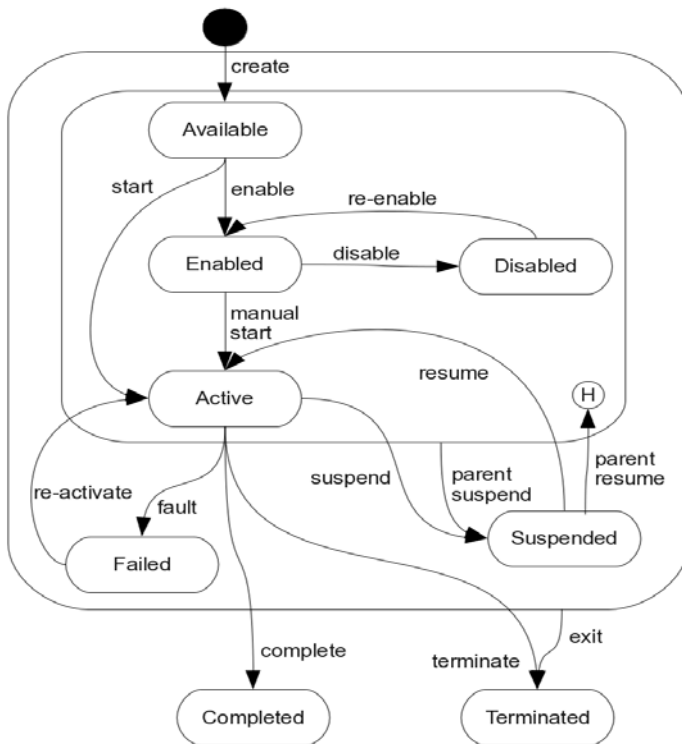 create
Available
start
enable
re-enable
Enabled
disable
Disabled
manual
start
resume
Active
H
parent
resume
re-activate
fault
suspend
parent
suspend
Failed
Suspended
complete
terminate
exit
Completed
Terminated